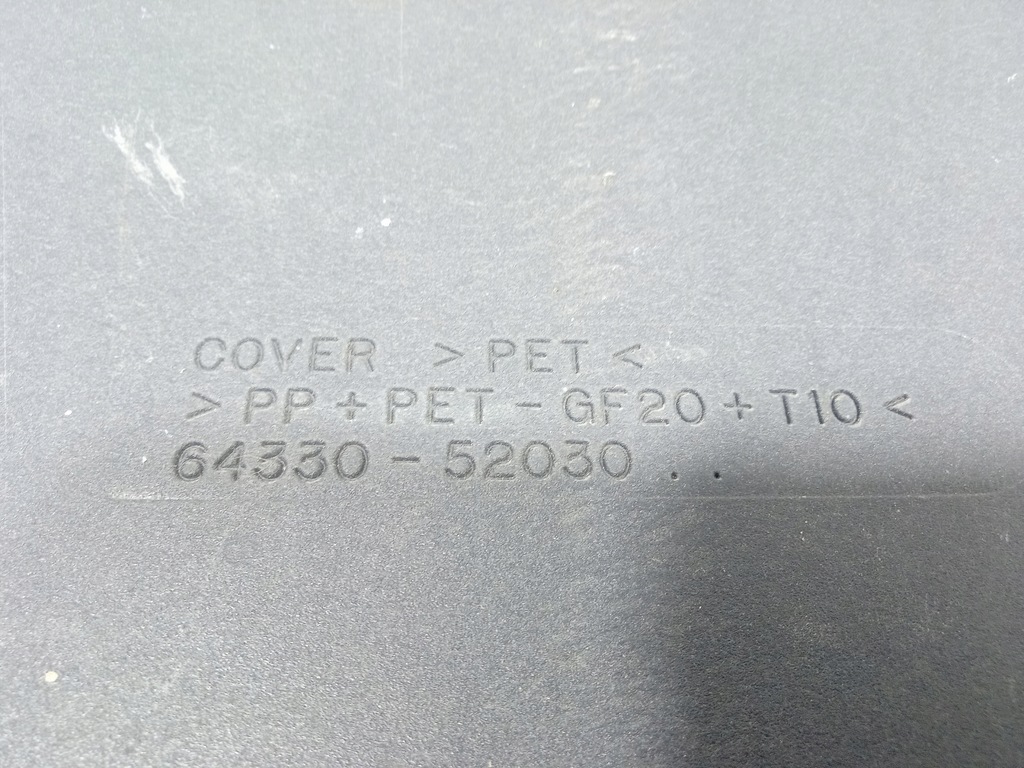 COVER >PET<
>PP+PET-GF20+T10<
64330-52030 ..